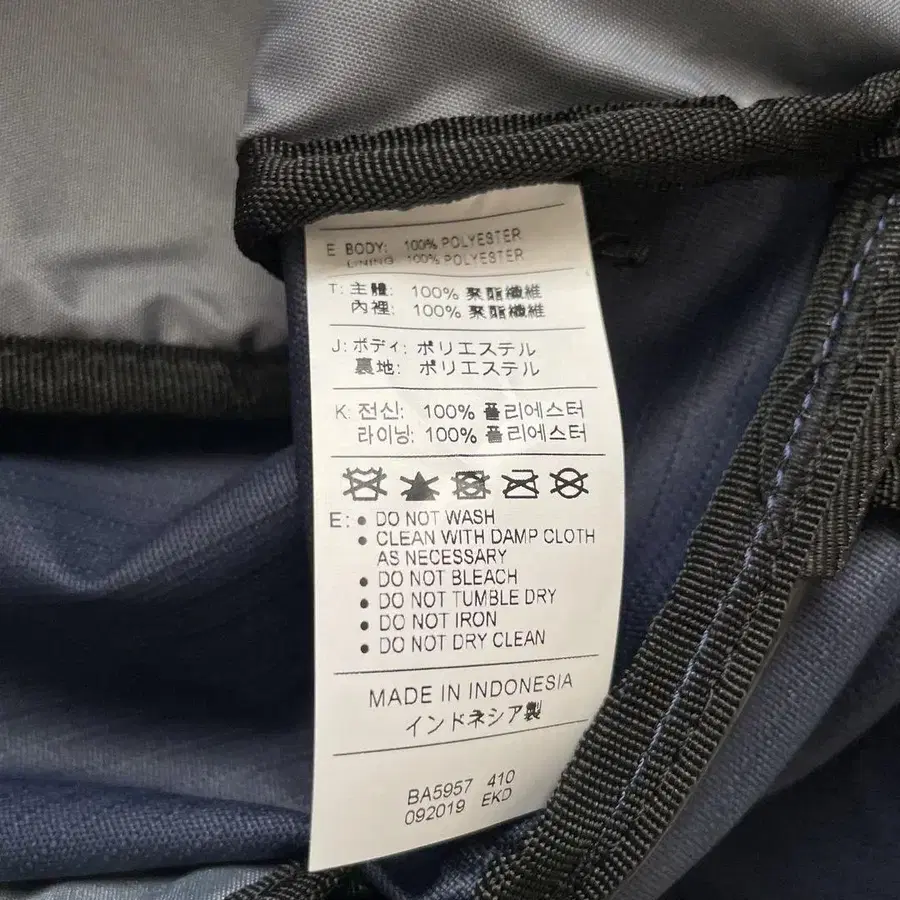 E BODY: 100% POLYESTER
LINING: 100% POLYESTER
T: 主體: 100% 聚酯纖維
內裡: 100% 聚酯纖維
J: ボディ: ポリエステル
裏地: ポリエステル
K: 전신: 100% 폴리에스터
라이닝: 100% 폴리에스터
E: • DO NOT WASH
• CLEAN WITH DAMP CLOTH
AS NECESSARY
• DO NOT BLEACH
• DO NOT TUMBLE DRY
• DO NOT IRON
• DO NOT DRY CLEAN
MADE IN INDONESIA
インドネシア製
BA5957 410
092019 EKD